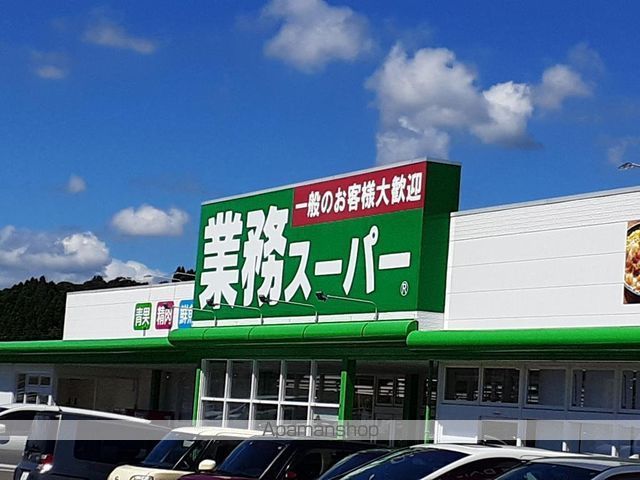 一般のお客様大歓迎
業務スーパー®
青果 精肉 鮮魚
Apamanshop